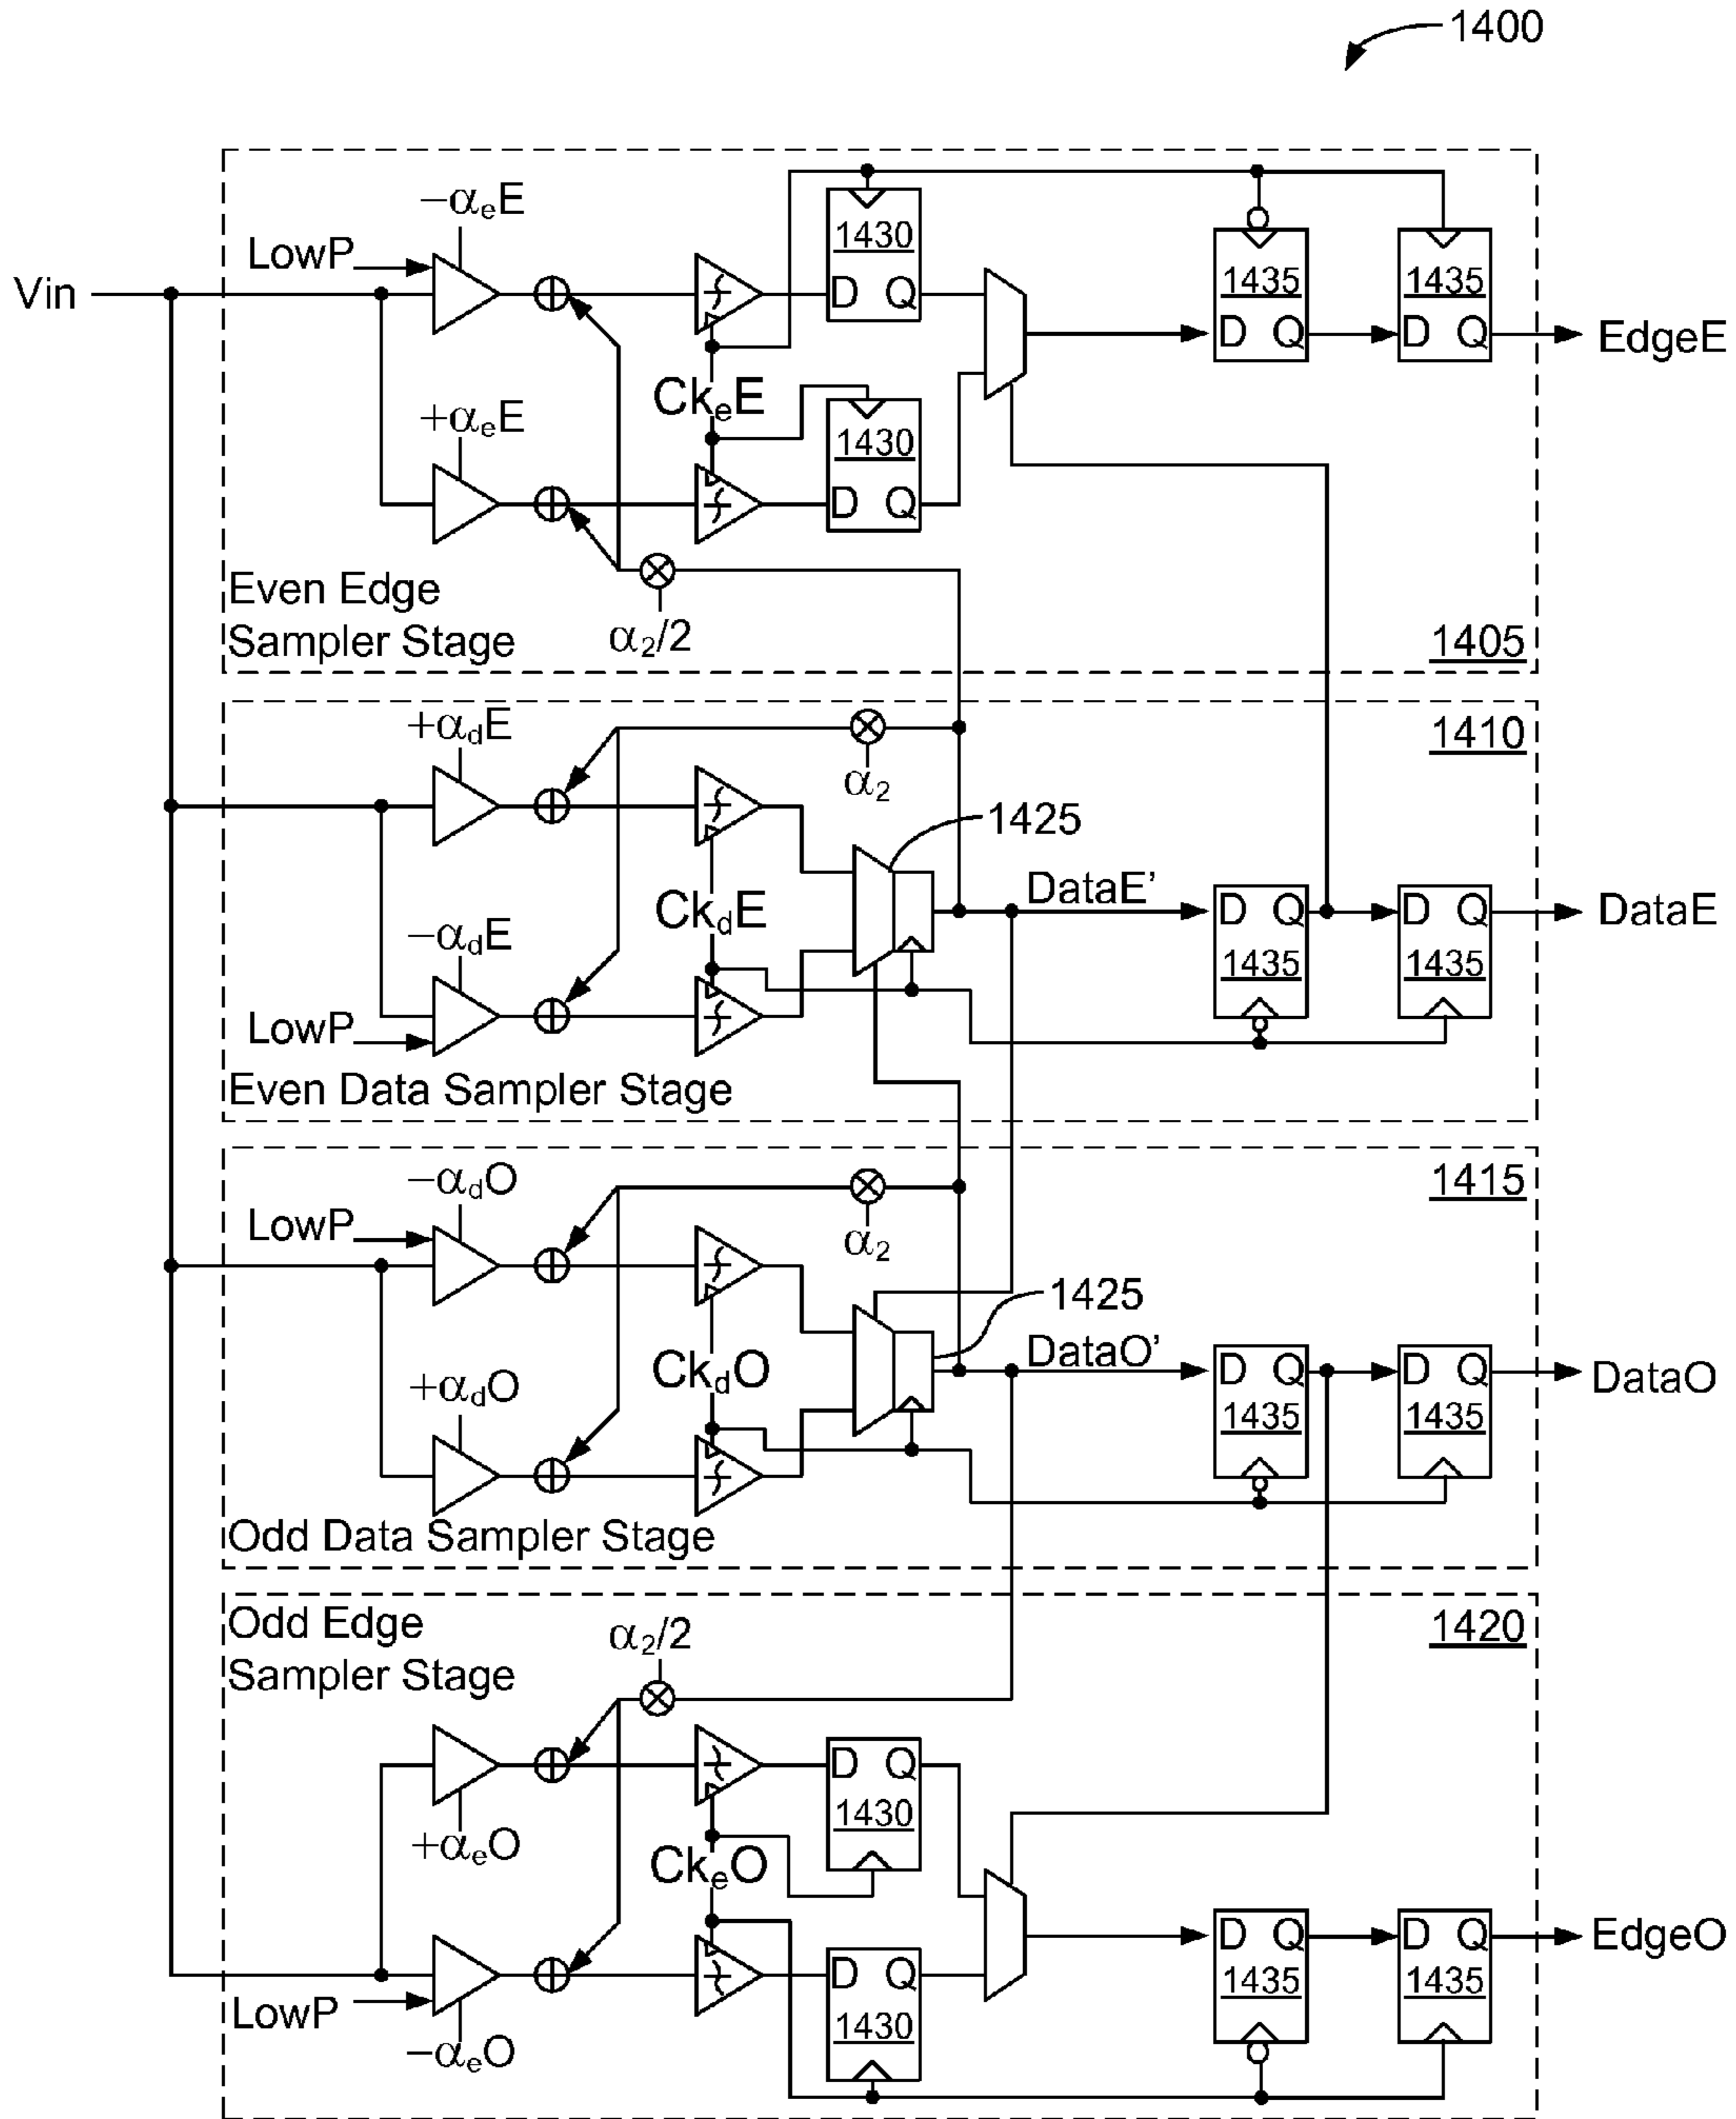 1400
−αeE
LowP
Vin
1430
D Q
1435
D Q
1435
D Q
EdgeE
CkeE
+αeE
1430
D Q
Even Edge
Sampler Stage
α2/2
1405
+αdE
α2
1410
1425
CkdE
DataE’
D Q
1435
D Q
1435
DataE
−αdE
LowP
Even Data Sampler Stage
−αdO
LowP
α2
1415
1425
CkdO
DataO’
D Q
1435
D Q
1435
DataO
+αdO
Odd Data Sampler Stage
Odd Edge
Sampler Stage
α2/2
1420
D Q
1430
+αeO
CkeO
D Q
1435
D Q
1435
EdgeO
LowP
D Q
1430
−αeO